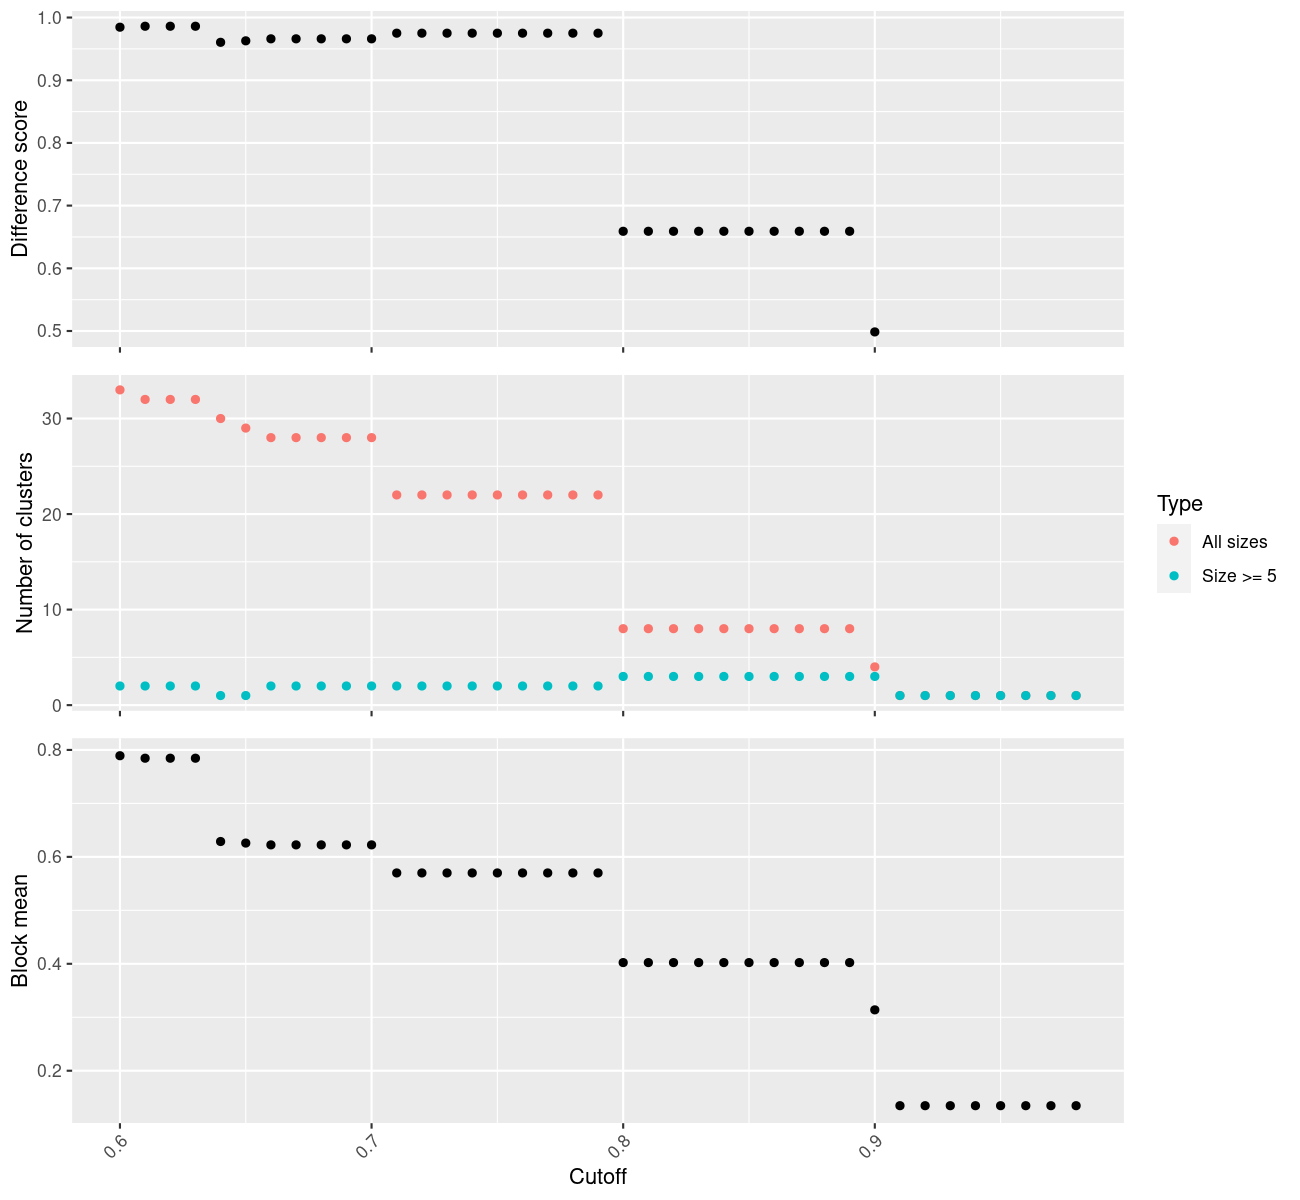 Difference score
1.0
0.9
0.8
0.7
0.6
0.5
Number of clusters
30
20
10
0
Type
All sizes
Size >= 5
Block mean
0.8
0.6
0.4
0.2
0.6
0.7
0.8
0.9
Cutoff